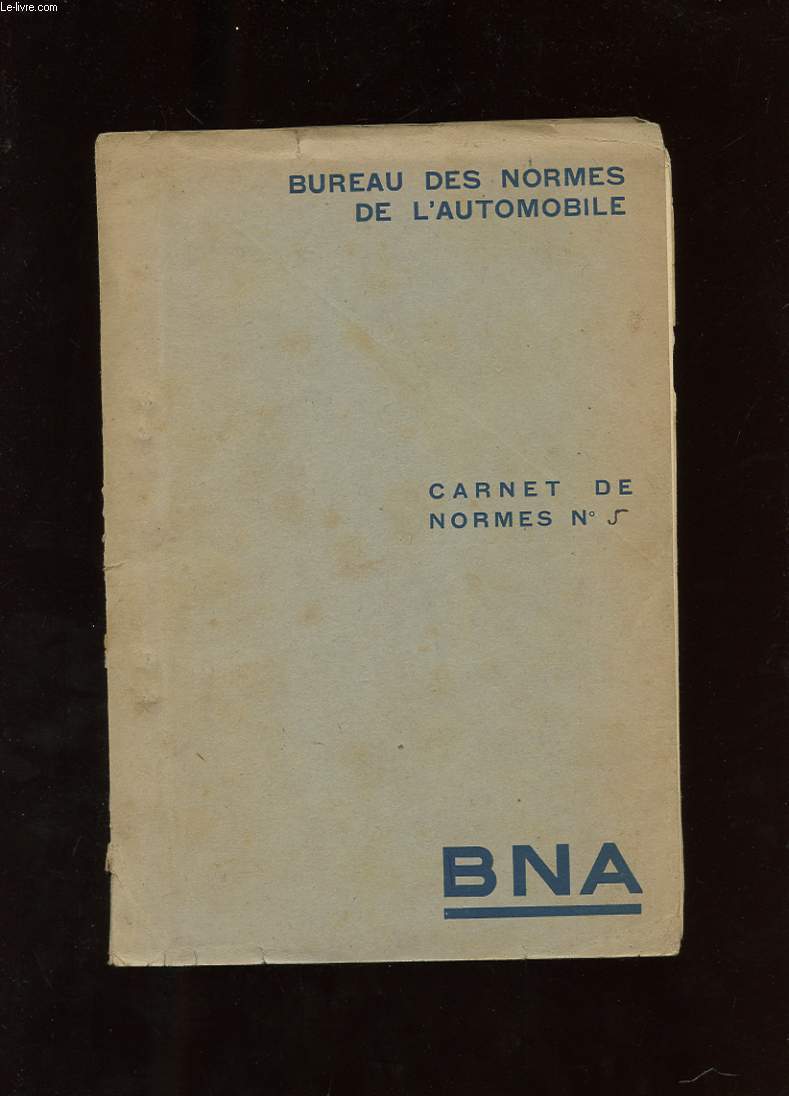 Le-livre.com
BUREAU DES NORMES
DE L'AUTOMOBILE
CARNET DE
NORMES N° 5
BNA